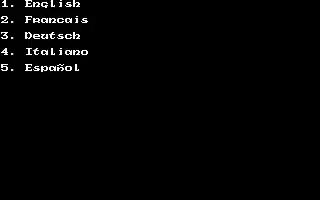 1. English
2. Francais
3. Deutsch
4. Italiano
5. Español